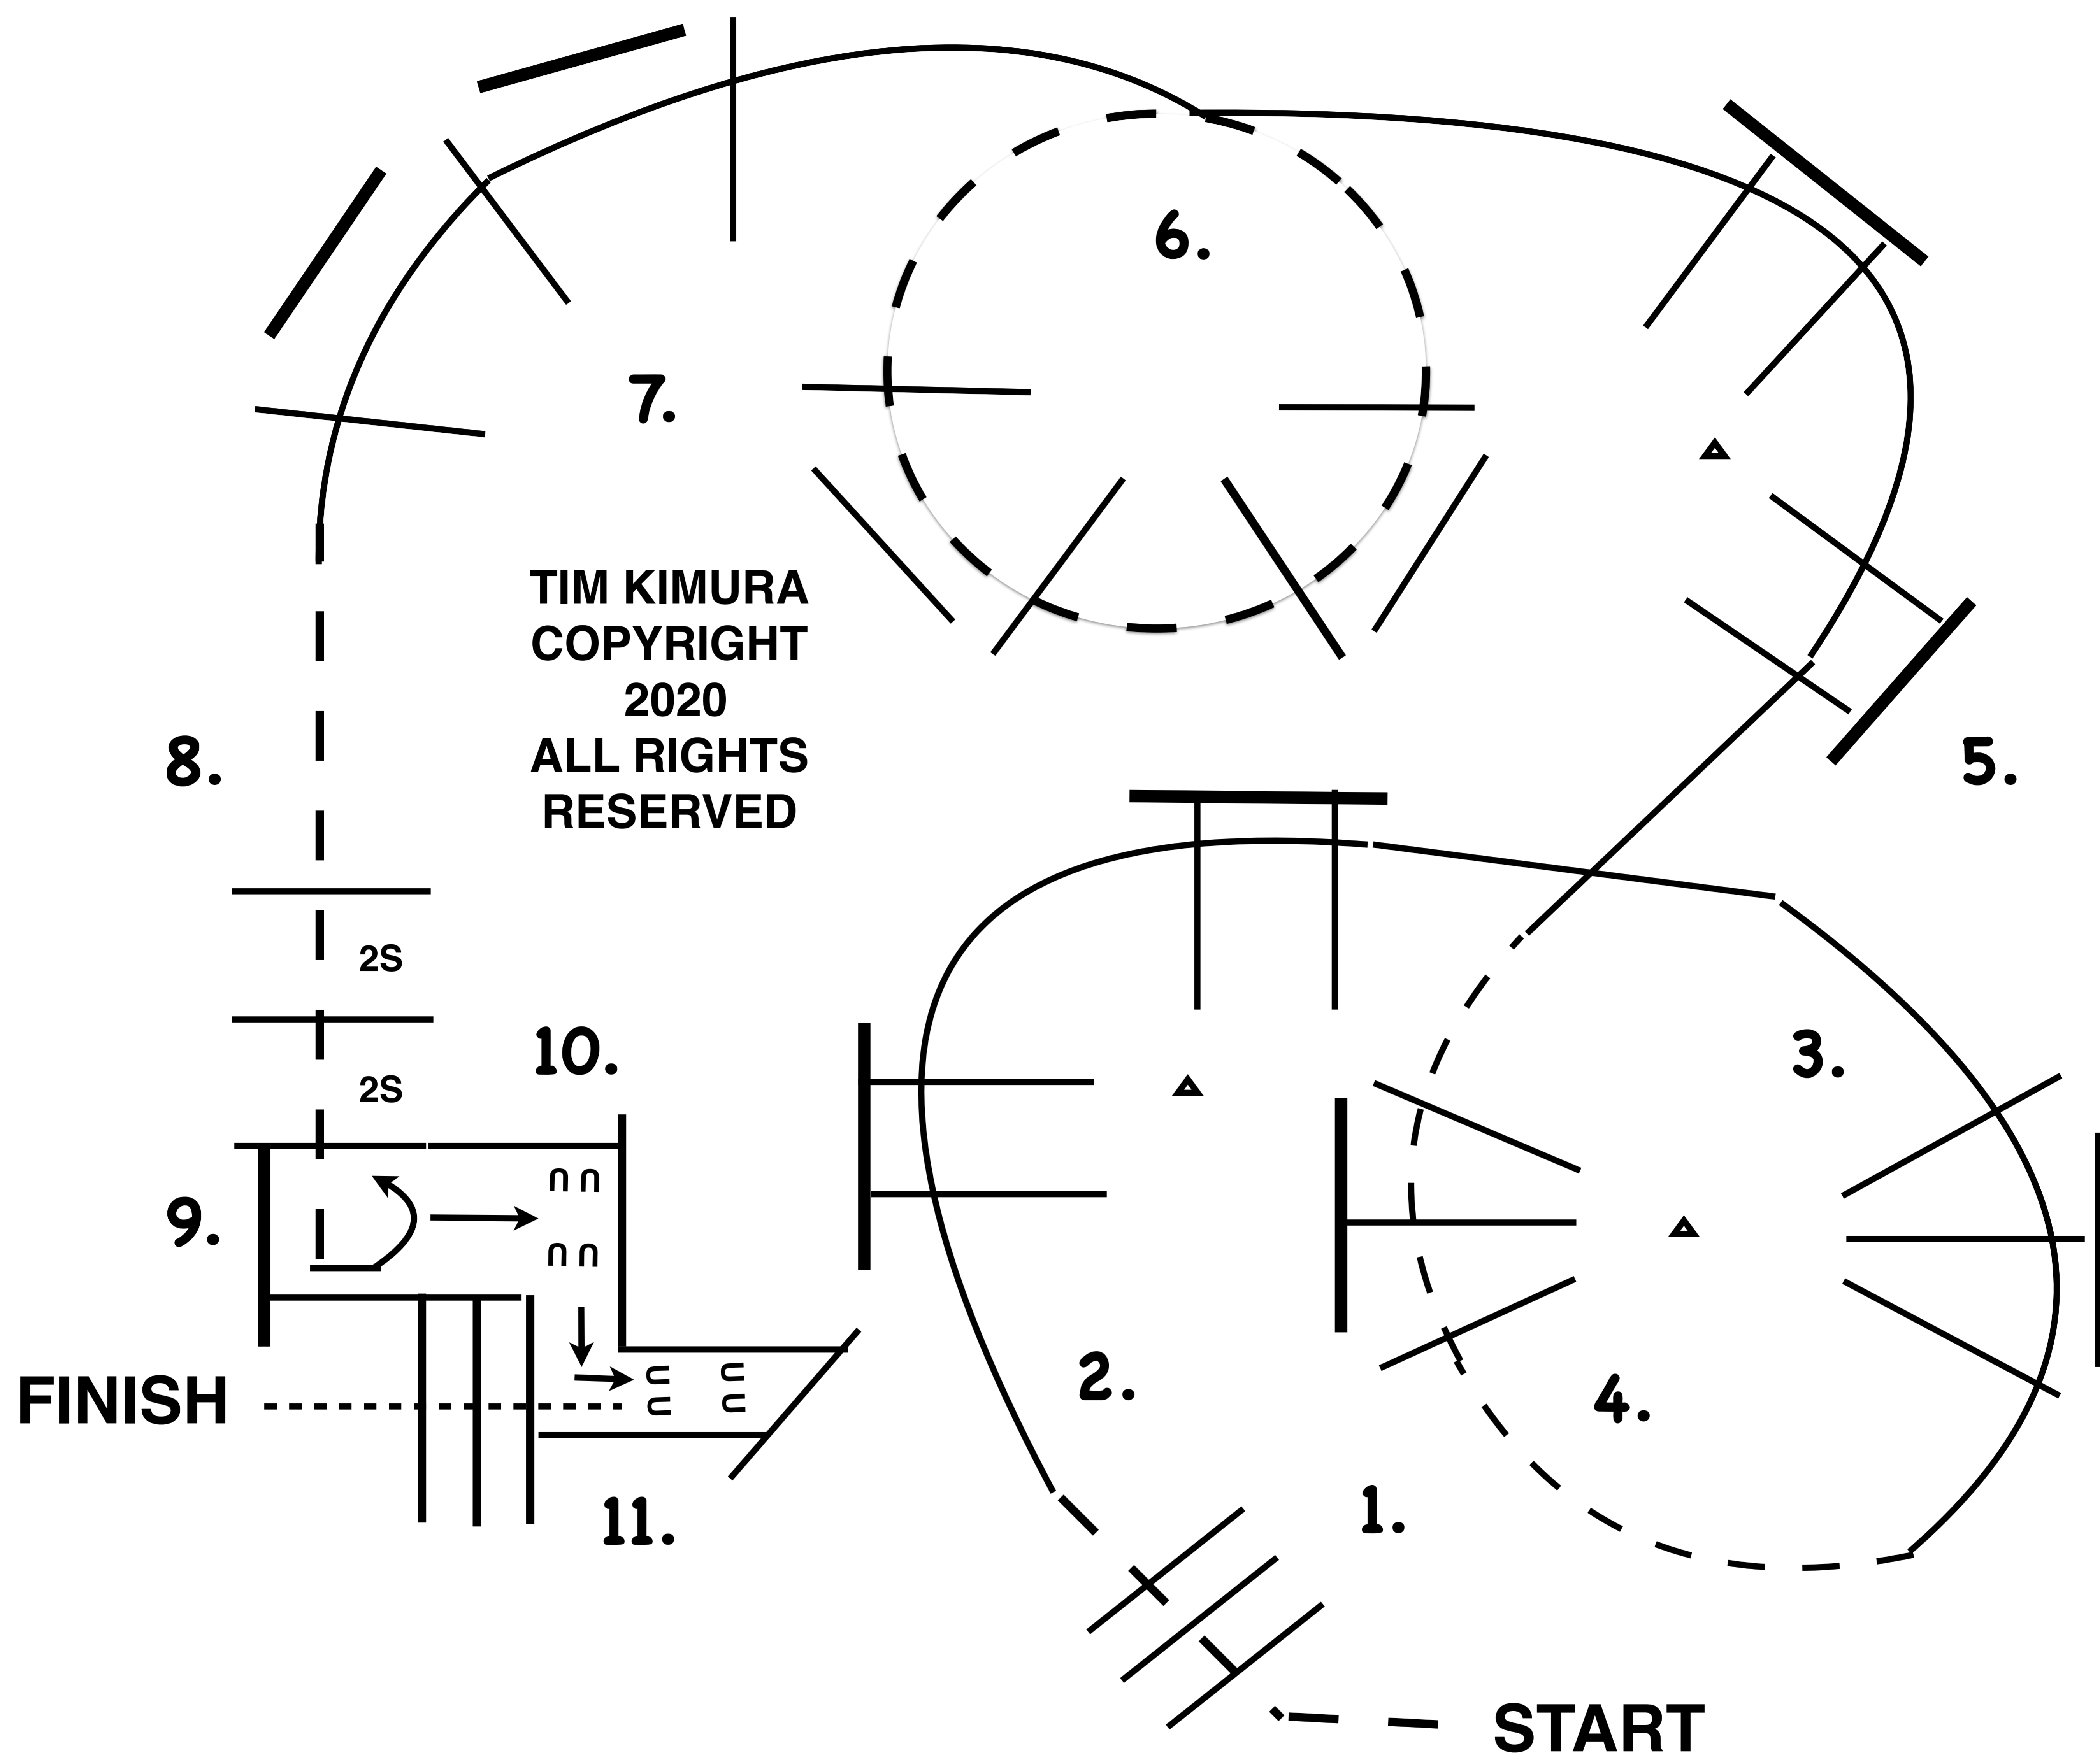 6.
7.
TIM KIMURA
COPYRIGHT
2020
ALL RIGHTS
RESERVED
8.
5.
2S
10.
3.
2S
9.
2.
FINISH
4.
11.
1.
START